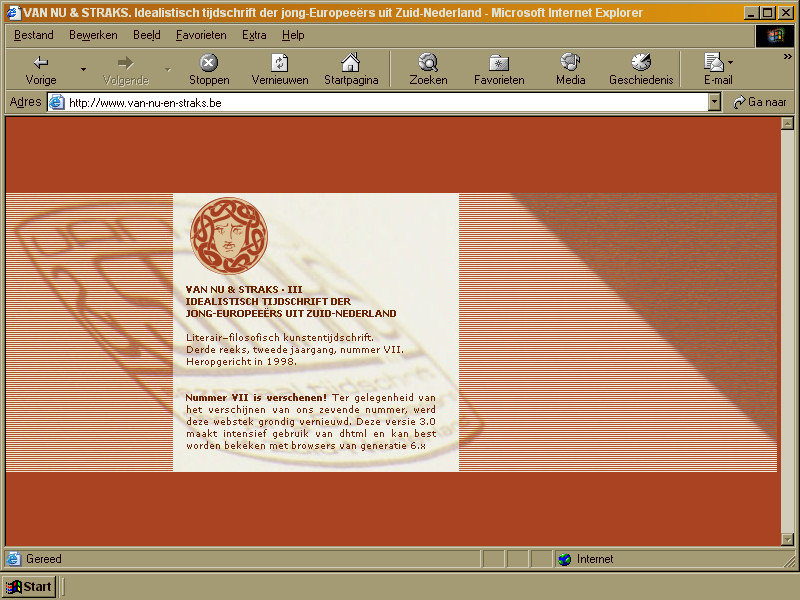 VAN NU & STRAKS. Idealistisch tijdschrift der jong-Europeeërs uit Zuid-Nederland - Microsoft Internet Explorer
Bestand Bewerken Beeld Favorieten Extra Help
Vorige Volgende Stoppen Vernieuwen Startpagina Zoeken Favorieten Media Geschiedenis E-mail
Adres http://www.van-nu-en-straks.be Ga naar
VAN NU & STRAKS · III
IDEALISTISCH TIJDSCHRIFT DER
JONG-EUROPEEËRS UIT ZUID-NEDERLAND
Literair-filosofisch kunstentijdschrift.
Derde reeks, tweede jaargang, nummer VII.
Heropgericht in 1998.
Nummer VII is verschenen! Ter gelegenheid van
het verschijnen van ons zevende nummer, werd
deze webstek grondig vernieuwd. Deze versie 3.0
maakt intensief gebruik van dhtml en kan best
worden bekeken met browsers van generatie 6.x
Gereed Internet
Start